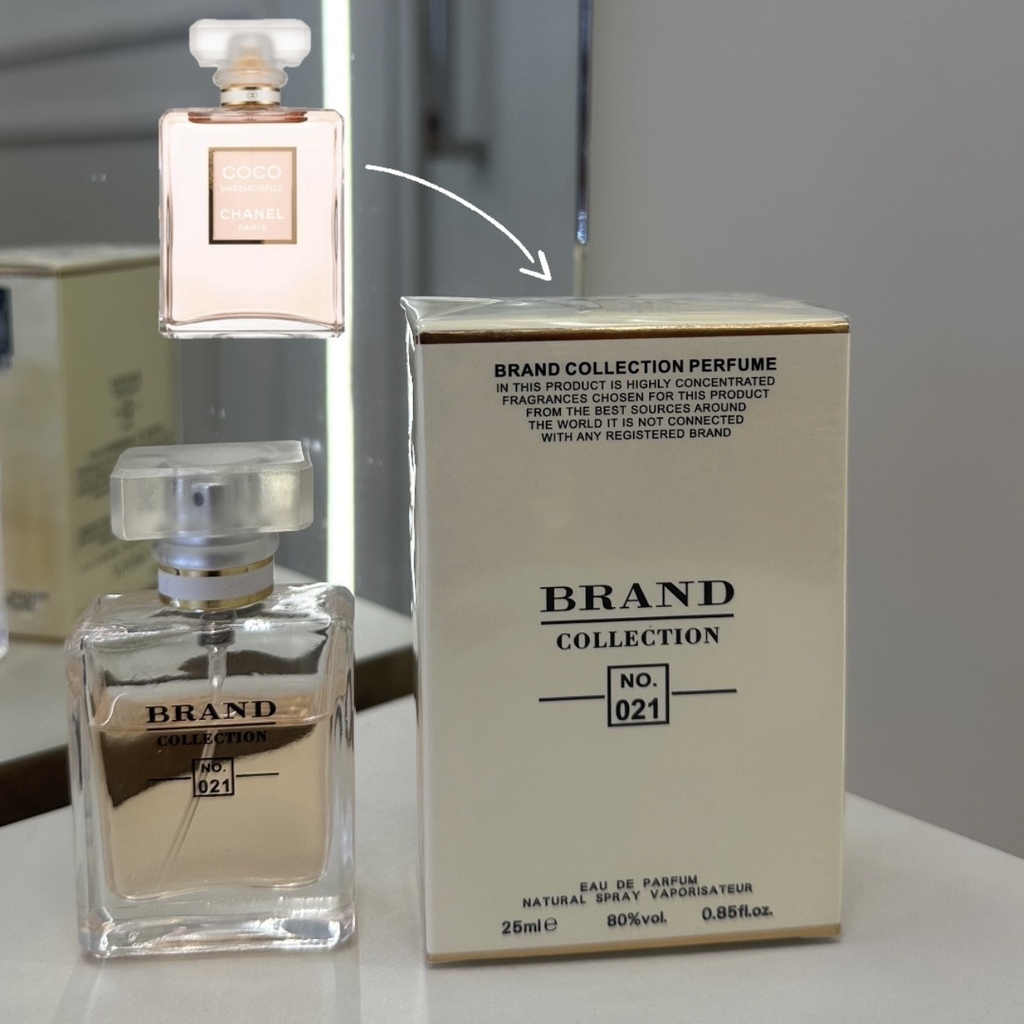 COCO
MADEMOISELLE
CHANEL
PARIS
BRAND COLLECTION PERFUME
IN THIS PRODUCT IS HIGHLY CONCENTRATED
FRAGRANCES CHOSEN FOR THIS PRODUCT
FROM THE BEST SOURCES AROUND
THE WORLD IT IS NOT CONNECTED
WITH ANY REGISTERED BRAND
BRAND
COLLECTION
NO.
021
EAU DE PARFUM
NATURAL SPRAY VAPORISATEUR
25ml℮ 80%vol. 0.85fl.oz.
BRAND
COLLECTION
NO.
021